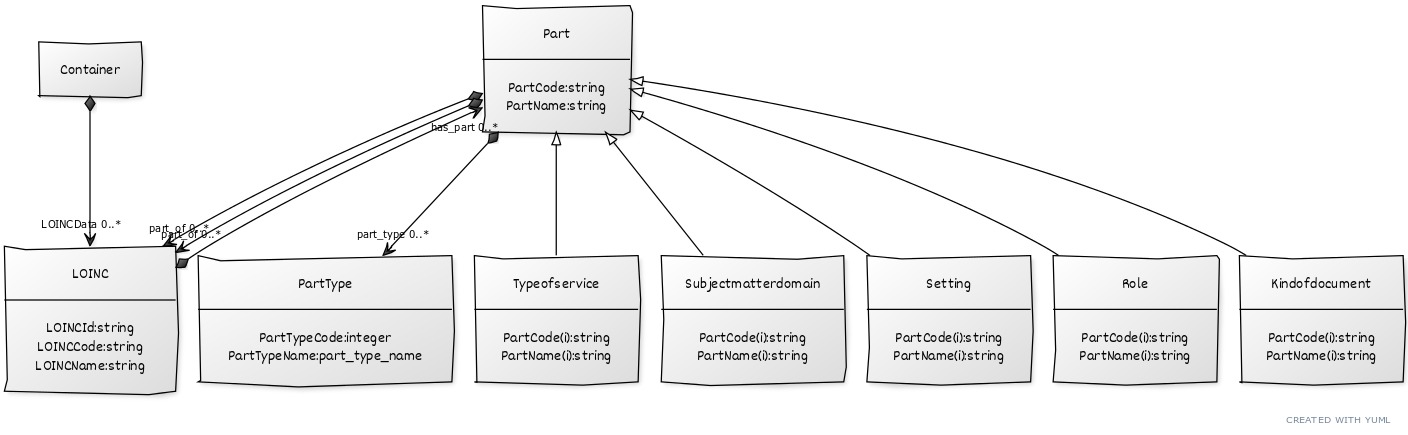 Part
PartCode:string
PartName:string
Container
has_part 0..*
LOINCData 0..*
part_of 0..*
part_of 0..*
part_type 0..*
LOINC
LOINCId:string
LOINCCode:string
LOINCName:string
PartType
PartTypeCode:integer
PartTypeName:part_type_name
Typeofservice
PartCode(i):string
PartName(i):string
Subjectmatterdomain
PartCode(i):string
PartName(i):string
Setting
PartCode(i):string
PartName(i):string
Role
PartCode(i):string
PartName(i):string
Kindofdocument
PartCode(i):string
PartName(i):string
CREATED WITH YUML